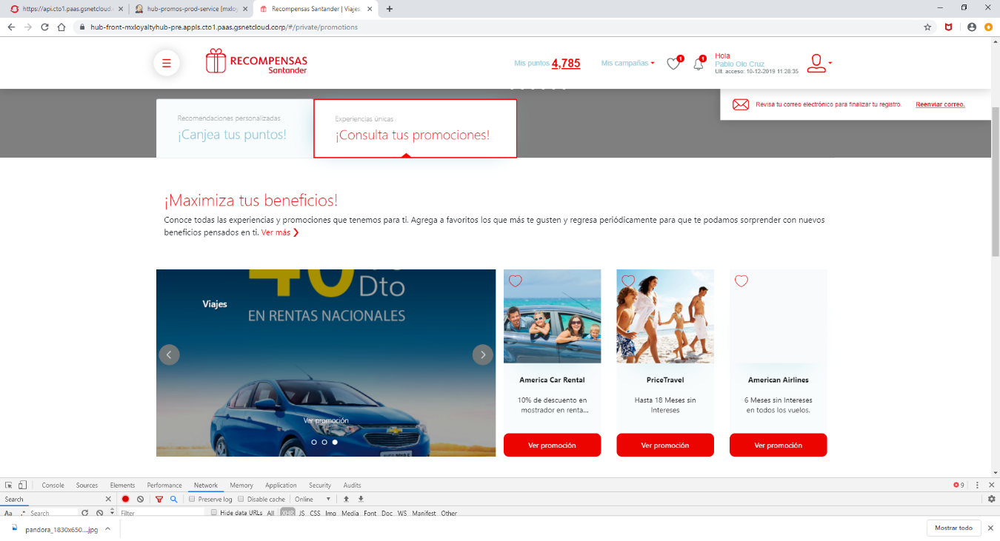 https://api.cto1.paas.gsnetcloud.
hub-promos-prod-service [mxloy
Recompensas Santander | Viajes,
hub-front-mxloyaltyhub-pre.appls.cto1.paas.gsnetcloud.corp/#/private/promotions
RECOMPENSAS
Santander
Mis puntos 4,785
Mis campañas
1
1
Hola
Pablo Olo Cruz
Ult. acceso: 10-12-2019 11:28:35
Revisa tu correo electrónico para finalizar tu registro. Reenviar correo.
Recomendaciones personalizadas
¡Canjea tus puntos!
Experiencias únicas
¡Consulta tus promociones!
¡Maximiza tus beneficios!
Conoce todas las experiencias y promociones que tenemos para ti. Agrega a favoritos los que más te gusten y regresa periódicamente para que te podamos sorprender con nuevos
beneficios pensados en ti. Ver más
40
Dto
Viajes
EN RENTAS NACIONALES
Ver promoción
America Car Rental
10% de descuento en
mostrador en renta...
Ver promoción
PriceTravel
Hasta 18 Meses sin
Intereses
Ver promoción
American Airlines
6 Meses sin Intereses
en todos los vuelos.
Ver promoción
Console Sources Elements Performance Network Memory Application Security Audits 9
Search Preserve log Disable cache Online
Aa .* Search Filter Hide data URLs All XHR JS CSS Img Media Font Doc WS Manifest Other
pandora_1830x650....jpg
Mostrar todo